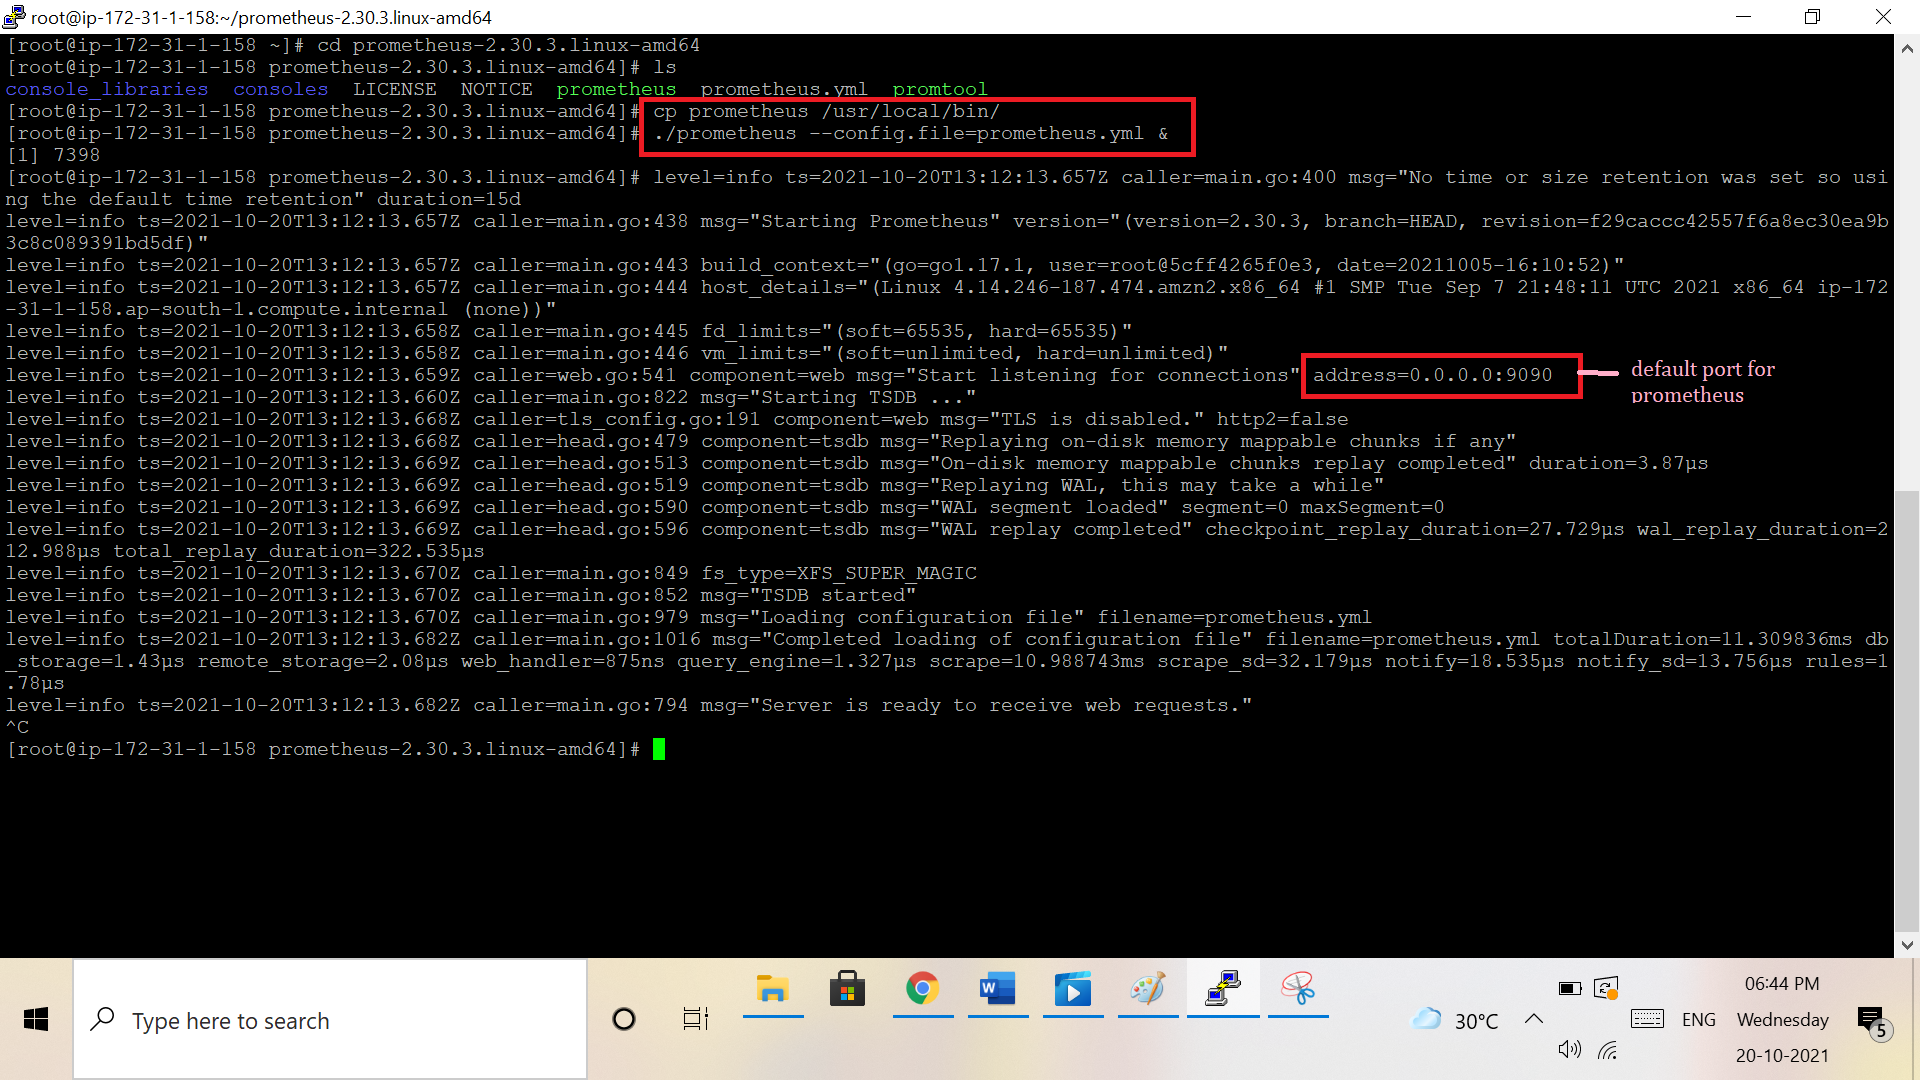 root@ip-172-31-1-158:~/prometheus-2.30.3.linux-amd64
[root@ip-172-31-1-158 ~]# cd prometheus-2.30.3.linux-amd64
[root@ip-172-31-1-158 prometheus-2.30.3.linux-amd64]# ls
console_libraries  consoles  LICENSE  NOTICE  prometheus  prometheus.yml  promtool
[root@ip-172-31-1-158 prometheus-2.30.3.linux-amd64]# cp prometheus /usr/local/bin/
[root@ip-172-31-1-158 prometheus-2.30.3.linux-amd64]# ./prometheus --config.file=prometheus.yml &
[1] 7398
[root@ip-172-31-1-158 prometheus-2.30.3.linux-amd64]# level=info ts=2021-10-20T13:12:13.657Z caller=main.go:400 msg="No time or size retention was set so usi
ng the default time retention" duration=15d
level=info ts=2021-10-20T13:12:13.657Z caller=main.go:438 msg="Starting Prometheus" version="(version=2.30.3, branch=HEAD, revision=f29caccc42557f6a8ec30ea9b
3c8c089391bd5df)"
level=info ts=2021-10-20T13:12:13.657Z caller=main.go:443 build_context="(go=go1.17.1, user=root@5cff4265f0e3, date=20211005-16:10:52)"
level=info ts=2021-10-20T13:12:13.657Z caller=main.go:444 host_details="(Linux 4.14.246-187.474.amzn2.x86_64 #1 SMP Tue Sep 7 21:48:11 UTC 2021 x86_64 ip-172
-31-1-158.ap-south-1.compute.internal (none))"
level=info ts=2021-10-20T13:12:13.658Z caller=main.go:445 fd_limits="(soft=65535, hard=65535)"
level=info ts=2021-10-20T13:12:13.658Z caller=main.go:446 vm_limits="(soft=unlimited, hard=unlimited)"
level=info ts=2021-10-20T13:12:13.659Z caller=web.go:541 component=web msg="Start listening for connections" address=0.0.0.0:9090
default port for
prometheus
level=info ts=2021-10-20T13:12:13.660Z caller=main.go:822 msg="Starting TSDB ..."
level=info ts=2021-10-20T13:12:13.668Z caller=tls_config.go:191 component=web msg="TLS is disabled." http2=false
level=info ts=2021-10-20T13:12:13.668Z caller=head.go:479 component=tsdb msg="Replaying on-disk memory mappable chunks if any"
level=info ts=2021-10-20T13:12:13.669Z caller=head.go:513 component=tsdb msg="On-disk memory mappable chunks replay completed" duration=3.87µs
level=info ts=2021-10-20T13:12:13.669Z caller=head.go:519 component=tsdb msg="Replaying WAL, this may take a while"
level=info ts=2021-10-20T13:12:13.669Z caller=head.go:590 component=tsdb msg="WAL segment loaded" segment=0 maxSegment=0
level=info ts=2021-10-20T13:12:13.669Z caller=head.go:596 component=tsdb msg="WAL replay completed" checkpoint_replay_duration=27.729µs wal_replay_duration=2
12.988µs total_replay_duration=322.535µs
level=info ts=2021-10-20T13:12:13.670Z caller=main.go:849 fs_type=XFS_SUPER_MAGIC
level=info ts=2021-10-20T13:12:13.670Z caller=main.go:852 msg="TSDB started"
level=info ts=2021-10-20T13:12:13.670Z caller=main.go:979 msg="Loading configuration file" filename=prometheus.yml
level=info ts=2021-10-20T13:12:13.682Z caller=main.go:1016 msg="Completed loading of configuration file" filename=prometheus.yml totalDuration=11.309836ms db
_storage=1.43µs remote_storage=2.08µs web_handler=875ns query_engine=1.327µs scrape=10.988743ms scrape_sd=32.179µs notify=18.535µs notify_sd=13.756µs rules=1
.78µs
level=info ts=2021-10-20T13:12:13.682Z caller=main.go:794 msg="Server is ready to receive web requests."
^C
[root@ip-172-31-1-158 prometheus-2.30.3.linux-amd64]#
Type here to search
W
30°C
ENG
06:44 PM
Wednesday
20-10-2021
5